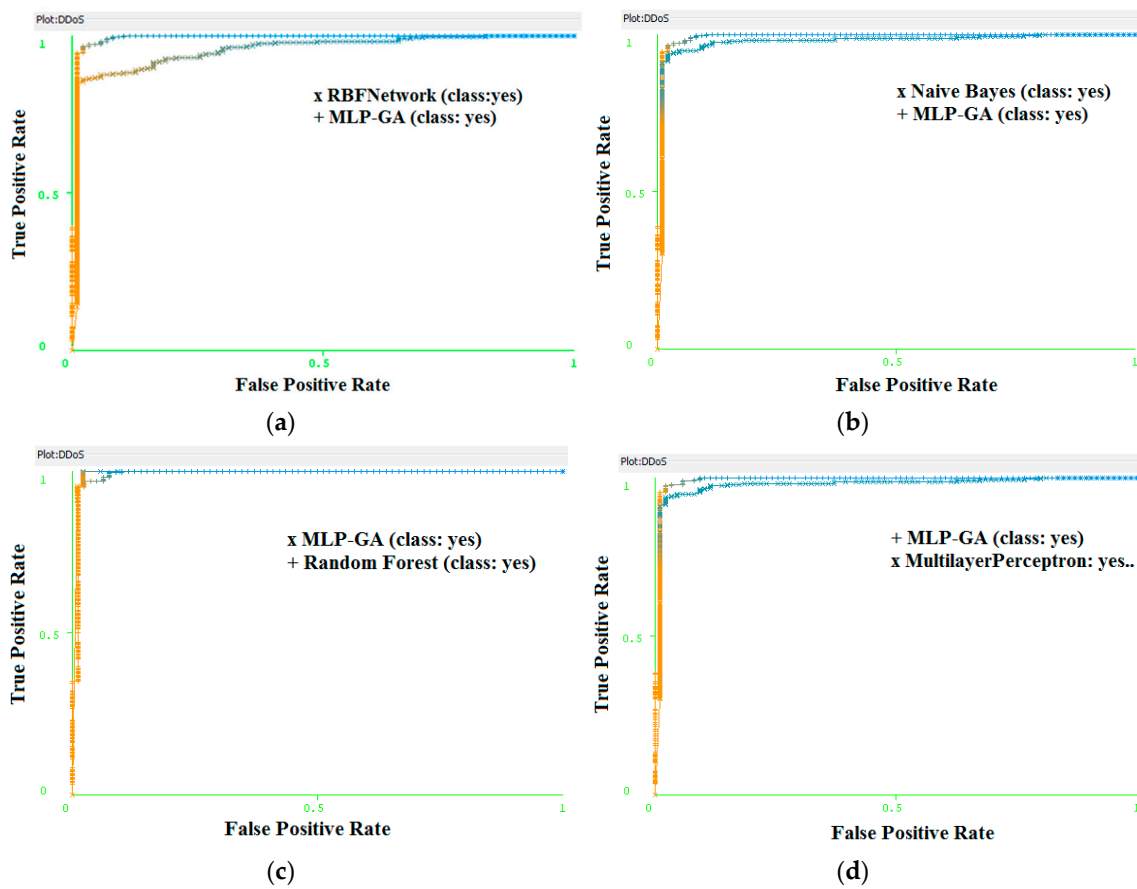 Plot:DDoS
1
x RBFNetwork (class:yes)
+ MLP-GA (class: yes)
True Positive Rate
0.5
0
0
0.5
1
False Positive Rate
(a)
Plot:DDoS
1
x Naive Bayes (class: yes)
+ MLP-GA (class: yes)
True Positive Rate
0.5
0
0
0.5
1
False Positive Rate
(b)
Plot:DDoS
1
x MLP-GA (class: yes)
+ Random Forest (class: yes)
True Positive Rate
0.5
0
0
0.5
1
False Positive Rate
(c)
Plot:DDoS
1
+ MLP-GA (class: yes)
x MultilayerPerceptron: yes..
True Positive Rate
0.5
0
0
0.5
1
False Positive Rate
(d)